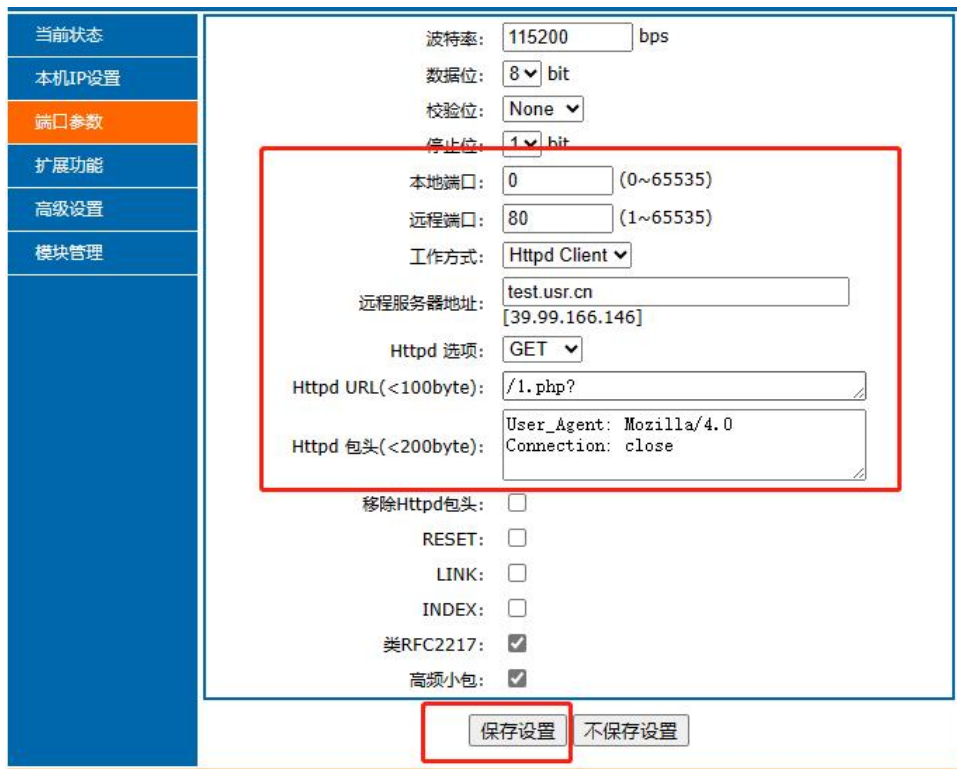 当前状态
本机IP设置
端口参数
扩展功能
高级设置
模块管理
波特率: 115200 bps
数据位: 8 bit
校验位: None
停止位: 1 bit
本地端口: 0 (0~65535)
远程端口: 80 (1~65535)
工作方式: Httpd Client
远程服务器地址: test.usr.cn
[39.99.166.146]
Httpd 选项: GET
Httpd URL(<100byte): /1.php?
Httpd 包头(<200byte): User_Agent: Mozilla/4.0
Connection: close
移除Httpd包头:
RESET:
LINK:
INDEX:
类RFC2217:
高频小包:
保存设置 不保存设置